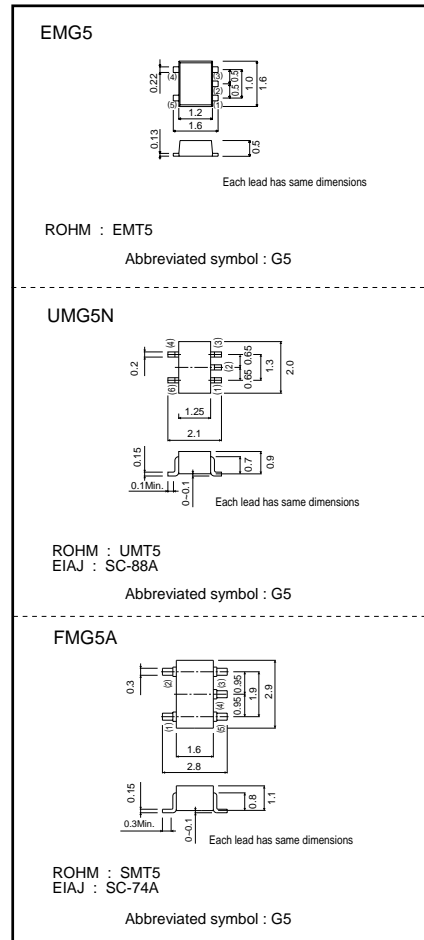 EMG5
0.22
(4)
(3)
(2)
(5)
(1)
0.5 0.5
1.0
1.6
1.2
1.6
0.13
0.5
Each lead has same dimensions
ROHM : EMT5
Abbreviated symbol : G5
UMG5N
0.2
(4)
(3)
(2)
(6)
(1)
0.65 0.65
1.3
2.0
1.25
2.1
0.15
0.1Min.
0~0.1
0.7
0.9
Each lead has same dimensions
ROHM : UMT5
EIAJ : SC-88A
Abbreviated symbol : G5
FMG5A
0.3
(2)
(3)
(4)
(1)
(5)
0.95 0.95
1.9
2.9
1.6
2.8
0.15
0.3Min.
0~0.1
0.8
1.1
Each lead has same dimensions
ROHM : SMT5
EIAJ : SC-74A
Abbreviated symbol : G5